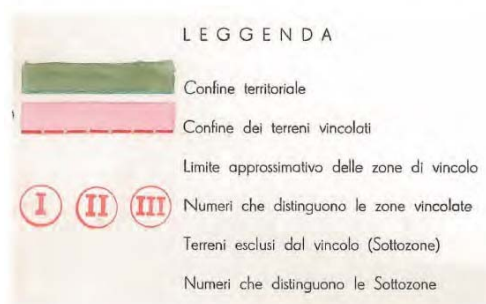 LEGGENDA
Confine territoriale
Confine dei terreni vincolati
Limite approssimativo delle zone di vincolo
I II III Numeri che distinguono le zone vincolate
Terreni esclusi dal vincolo (Sottozone)
Numeri che distinguono le Sottozone